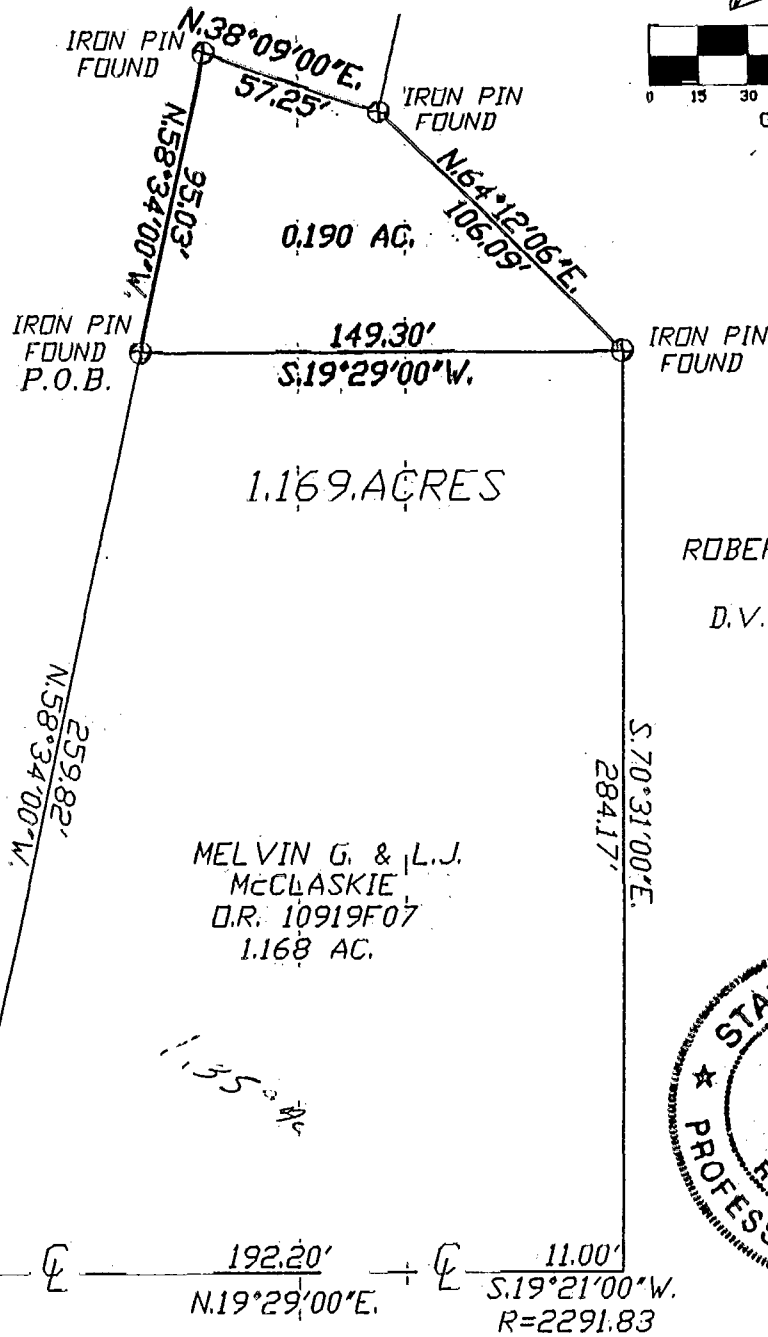 N.38°09'00"E.
57.25'
IRON PIN
FOUND
IRON PIN
FOUND
0 15 30
N.58°34'00"W.
95.03'
N.64°12'06"E.
106.09'
0.190 AC.
IRON PIN
FOUND
P.O.B.
149.30'
S.19°29'00"W.
IRON PIN
FOUND
1.169.ACRES
ROBER
D.V.
259.82'
N.58°34'00"W.
S.70°31'00"E.
284.17'
MELVIN G. & L.J.
McCLASKIE
O.R. 10919F07
1.168 AC.
STA
PROFESS
192.20'
N.19°29'00"E.
11.00'
S.19°21'00"W.
R=2291.83